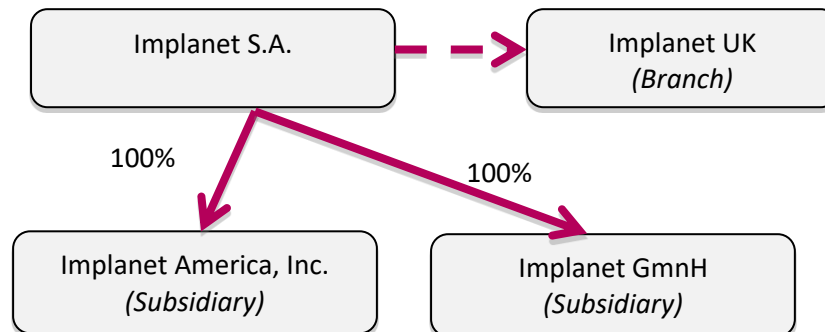 Implanet S.A.
Implanet UK
(Branch)
100%
100%
Implanet America, Inc.
(Subsidiary)
Implanet GmnH
(Subsidiary)